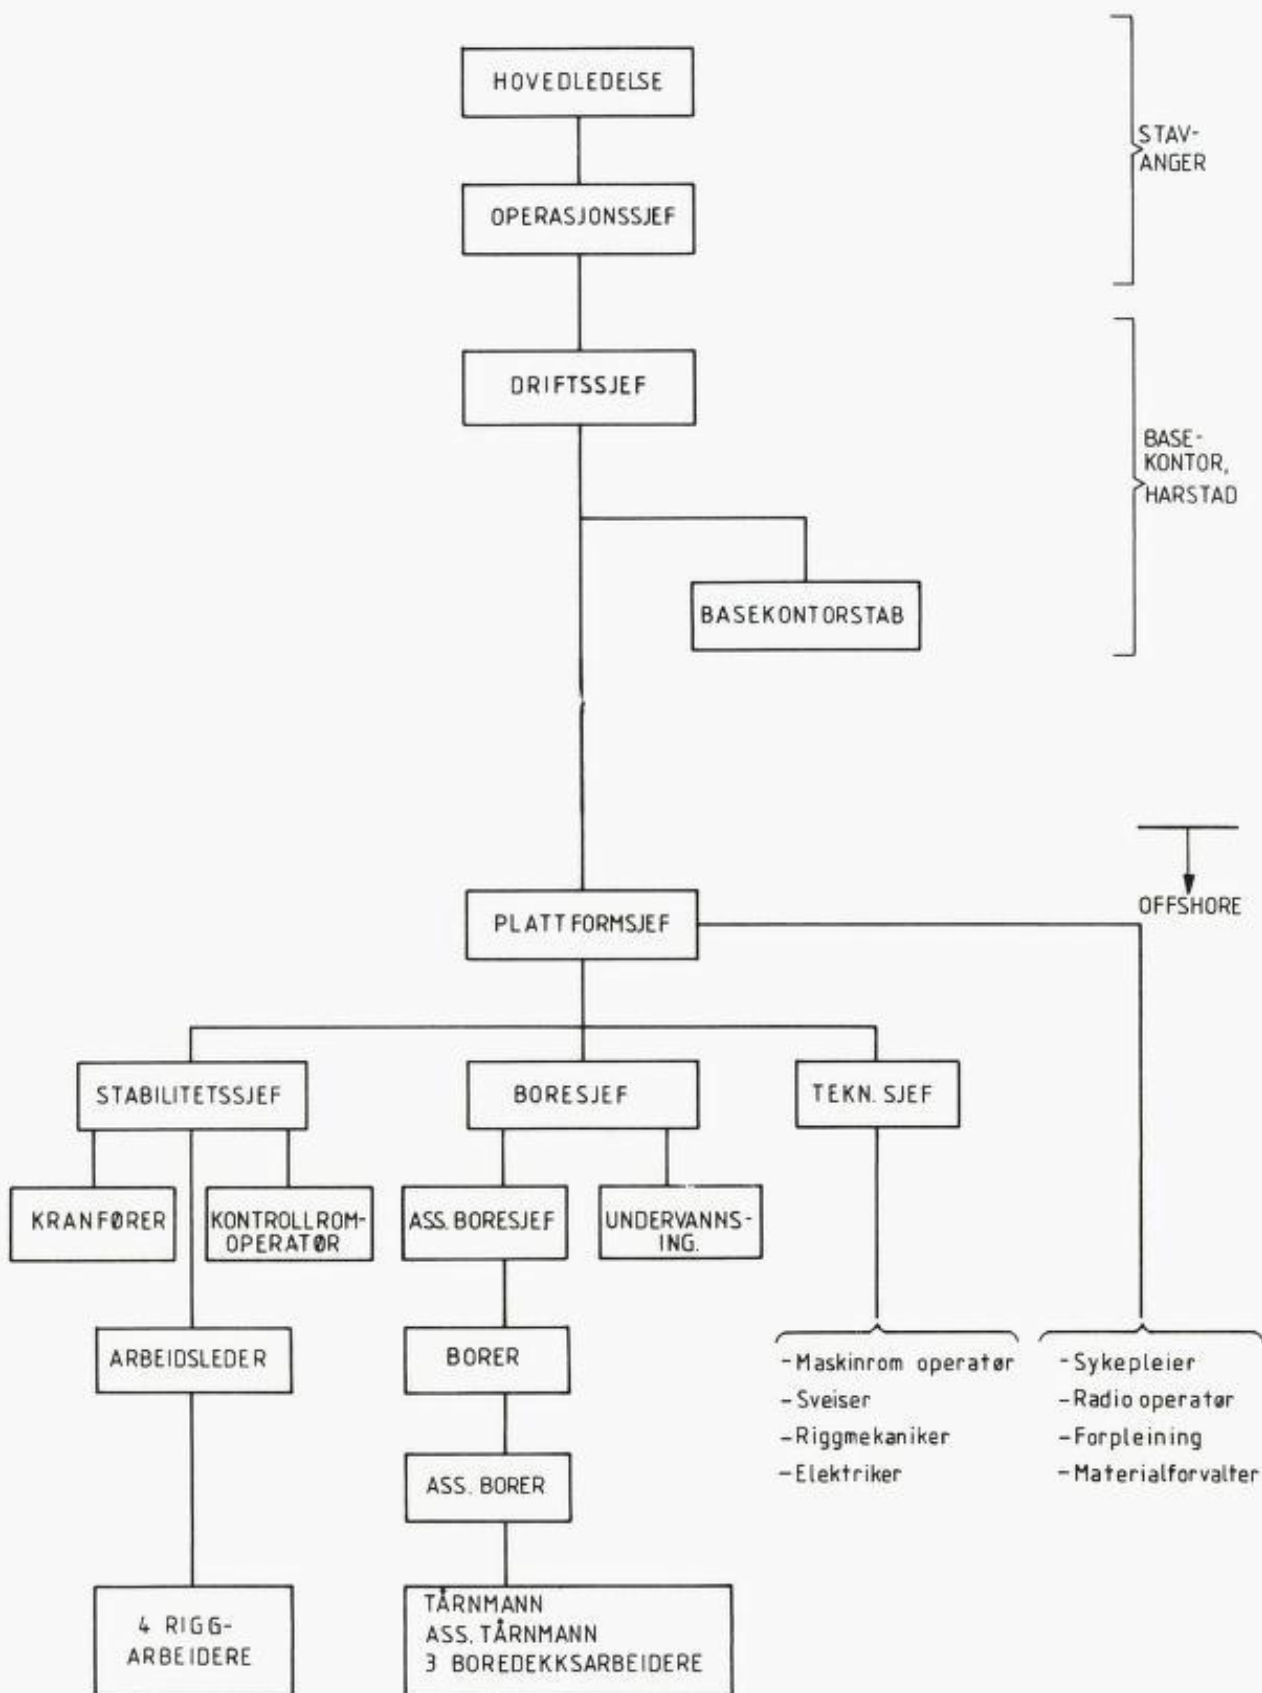 HOVEDLEDELSE
STAV-
ANGER
OPERASJONSSJEF
DRIFTSSJEF
BASE-
KONTOR,
HARSTAD
BASEKONTORSTAB
OFFSHORE
PLATTFORMSJEF
STABILITETSSJEF
BORESJEF
TEKN. SJEF
KRANFØRER
KONTROLLROM-
OPERATØR
ASS. BORESJEF
UNDERVANNS-
ING.
ARBEIDSLEDER
BORER
- Maskinrom operatør
- Sveiser
- Riggmekaniker
- Elektriker
- Sykepleier
- Radio operatør
- Forpleining
- Materialforvalter
ASS. BORER
4 RIGG-
ARBEIDERE
TÅRNMANN
ASS. TÅRNMANN
3 BOREDEKKSARBEIDERE